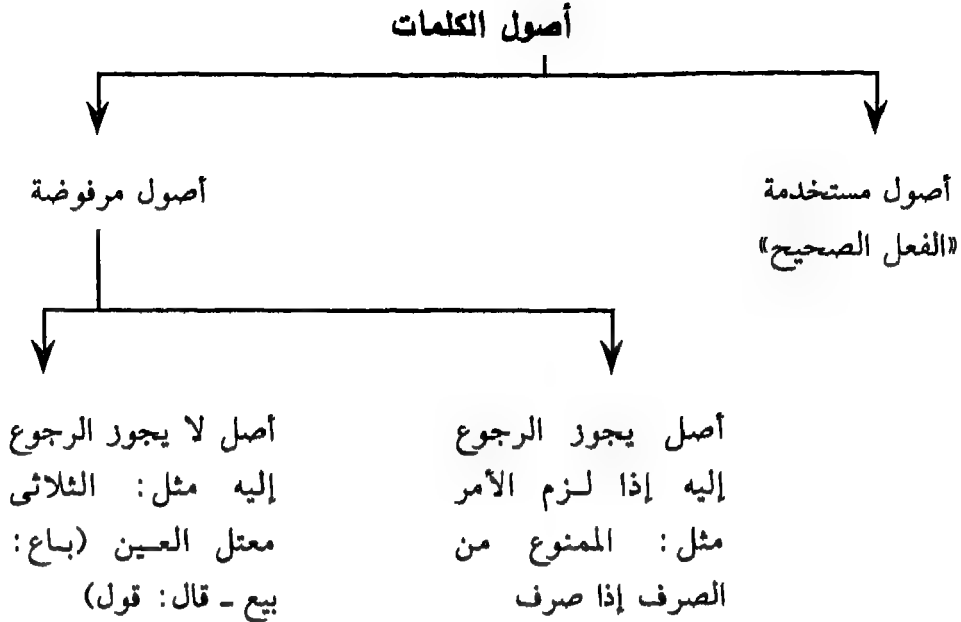 أصول الكلمات
أصول مستخدمة
«الفعل الصحيح»
أصول مرفوضة
أصل يجوز الرجوع
إليه إذا لزم الأمر
مثل: الممنوع من
الصرف إذا صرف
أصل لا يجوز الرجوع
إليه مثل: الثلاثى
معتل العين (باع:
بيع - قال: قول)